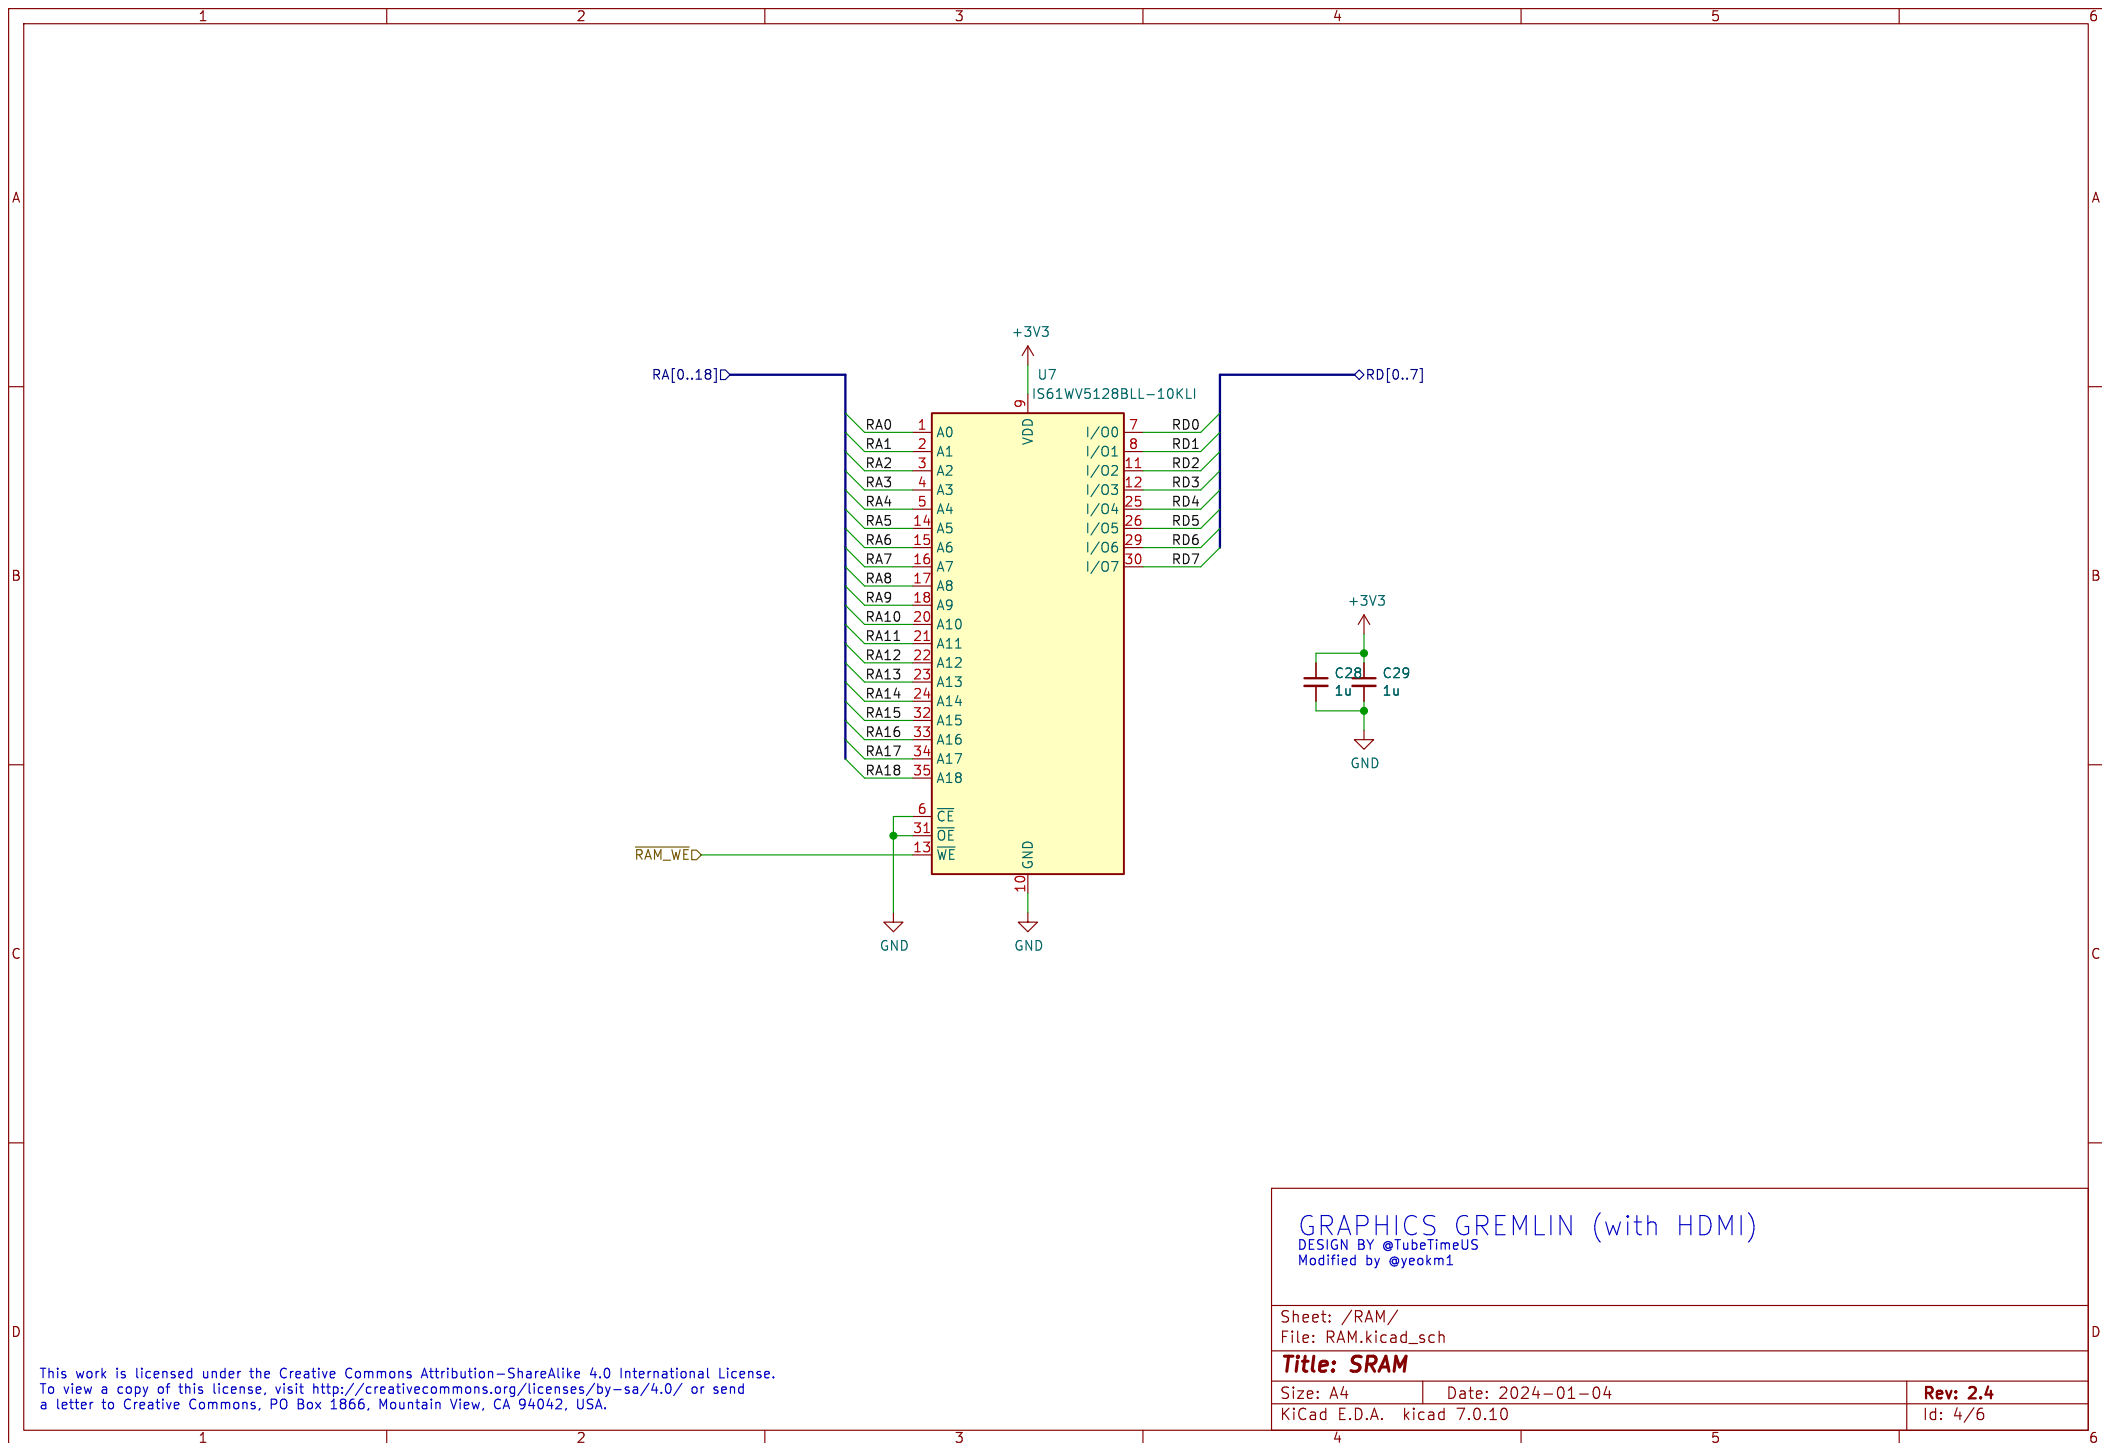 1 2 3 4 5 6
A A
+3V3
RA[0..18] U7 RD[0..7]
IS61WV5128BLL-10KLI
9
VDD
RA0 1 A0 I/O0 7 RD0
RA1 2 A1 I/O1 8 RD1
RA2 3 A2 I/O2 11 RD2
RA3 4 A3 I/O3 12 RD3
RA4 5 A4 I/O4 25 RD4
RA5 14 A5 I/O5 26 RD5
RA6 15 A6 I/O6 29 RD6
RA7 16 A7 I/O7 30 RD7
B B
RA8 17 A8
RA9 18 A9
+3V3
RA10 20 A10
RA11 21 A11
RA12 22 A12
RA13 23 A13
C28 C29
1u 1u
RA14 24 A14
RA15 32 A15
RA16 33 A16
RA17 34 A17
GND
RA18 35 A18
6 CE
31 OE
RAM_WE 13 WE
GND
10
GND GND
C C
GRAPHICS GREMLIN (with HDMI)
DESIGN BY @TubeTimeUS
Modified by @yeokm1
Sheet: /RAM/
File: RAM.kicad_sch
D D
Title: SRAM
Size: A4 Date: 2024-01-04 Rev: 2.4
KiCad E.D.A. kicad 7.0.10 Id: 4/6
This work is licensed under the Creative Commons Attribution-ShareAlike 4.0 International License.
To view a copy of this license, visit http://creativecommons.org/licenses/by-sa/4.0/ or send
a letter to Creative Commons, PO Box 1866, Mountain View, CA 94042, USA.
1 2 3 4 5 6